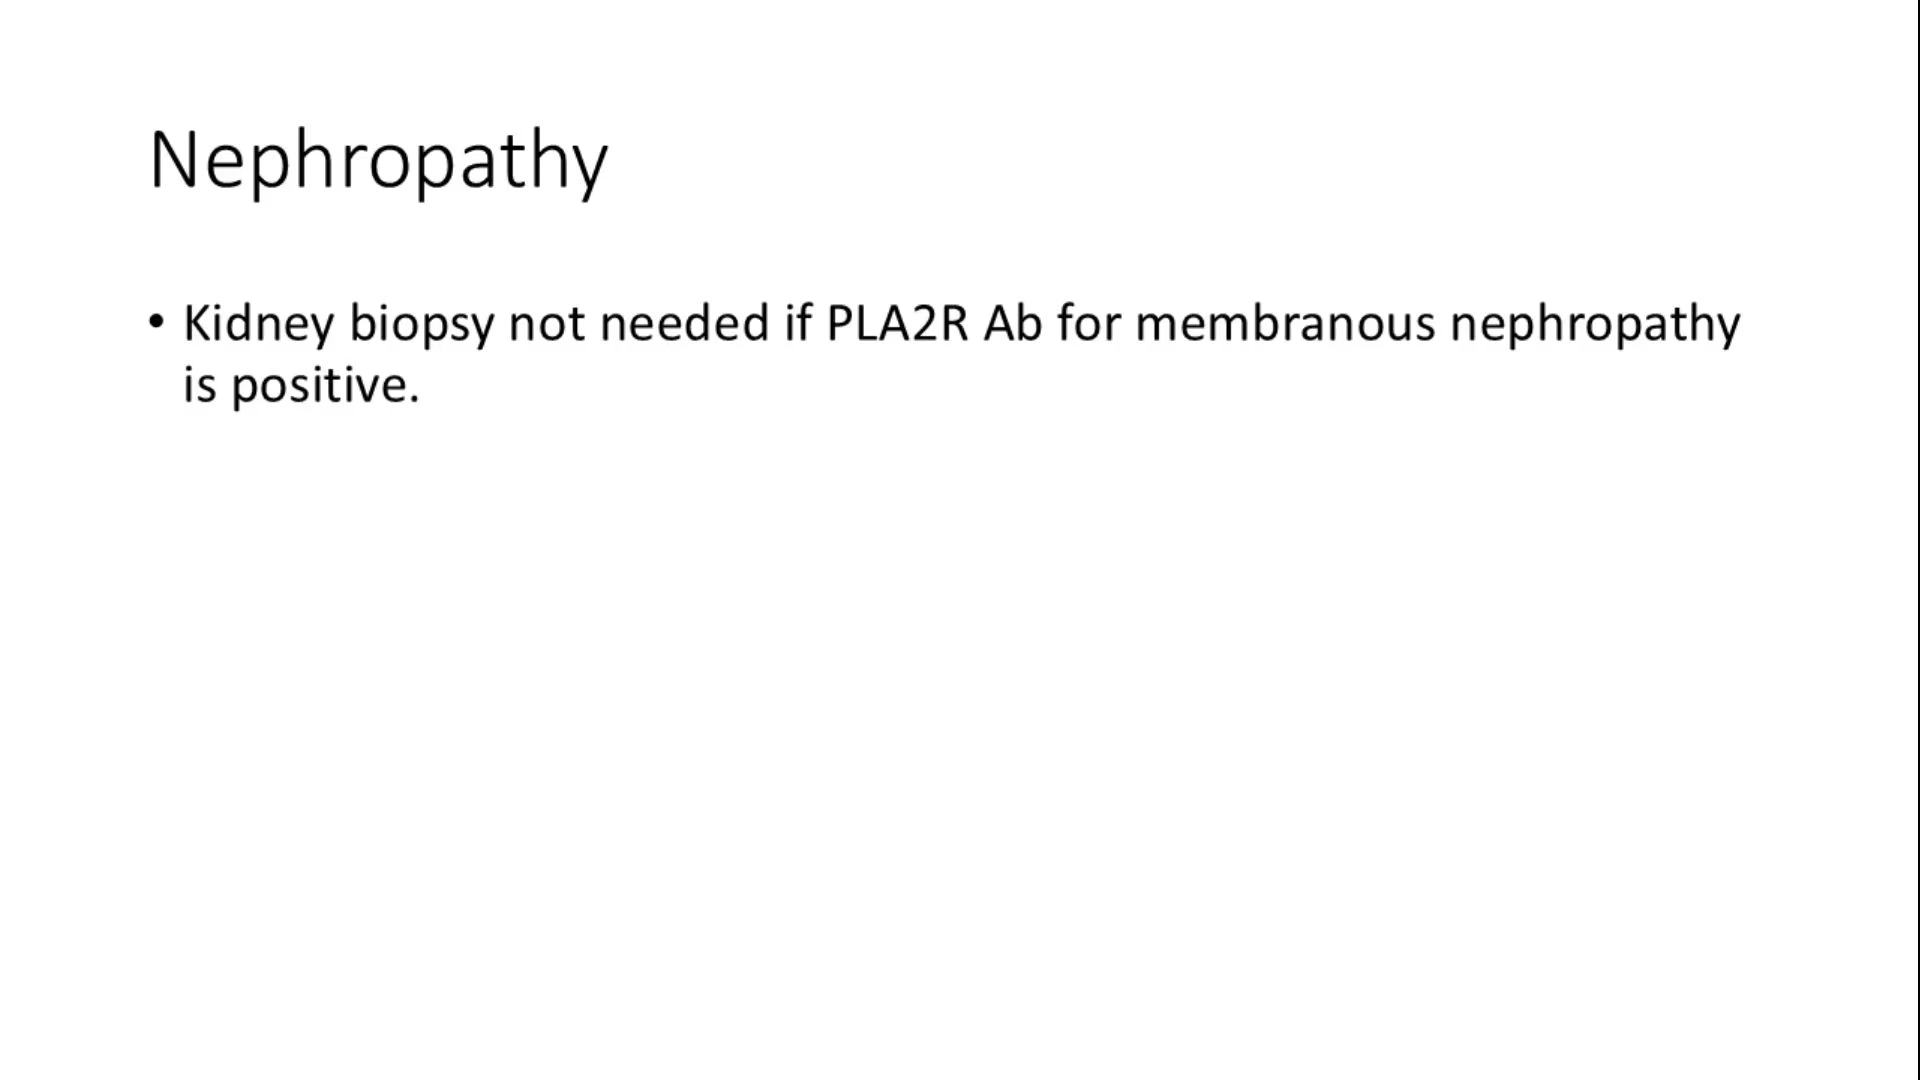 Nephropathy
• Kidney biopsy not needed if PLA2R Ab for membranous nephropathy
is positive.